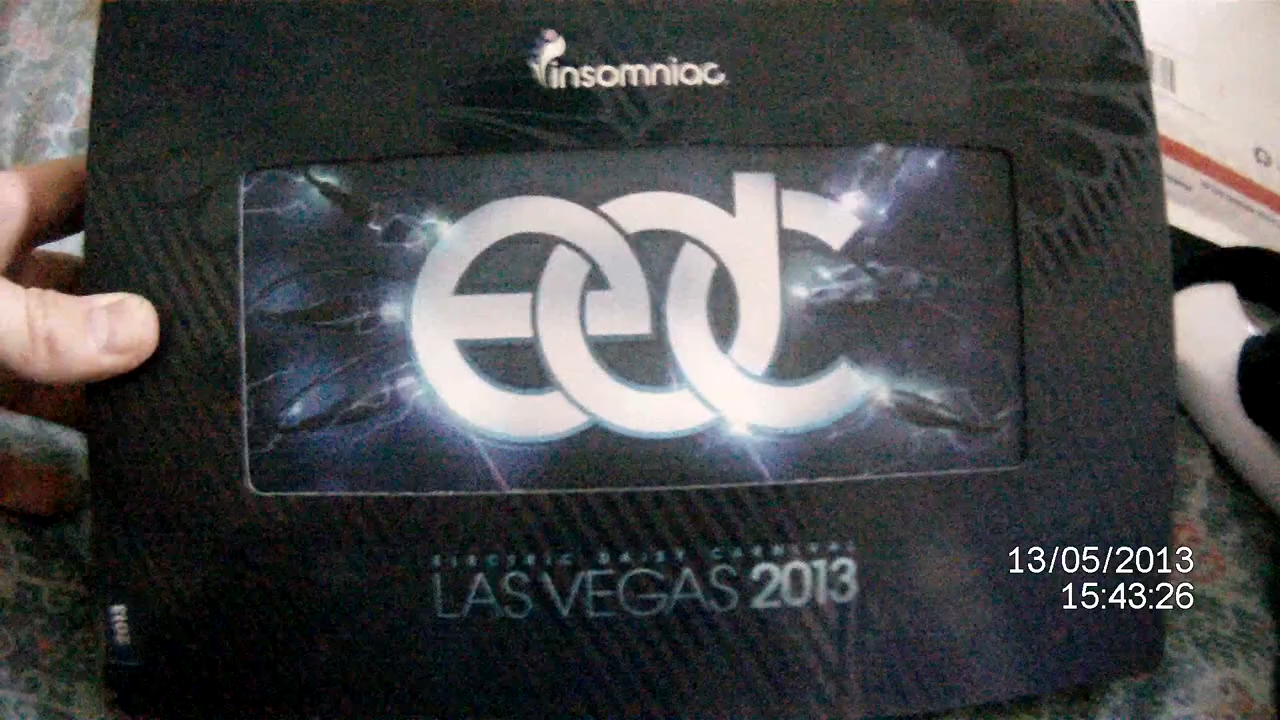 insomniac
edc
ELECTRIC DAISY CARNIVAL
LAS VEGAS 2013
13/05/2013
15:43:26